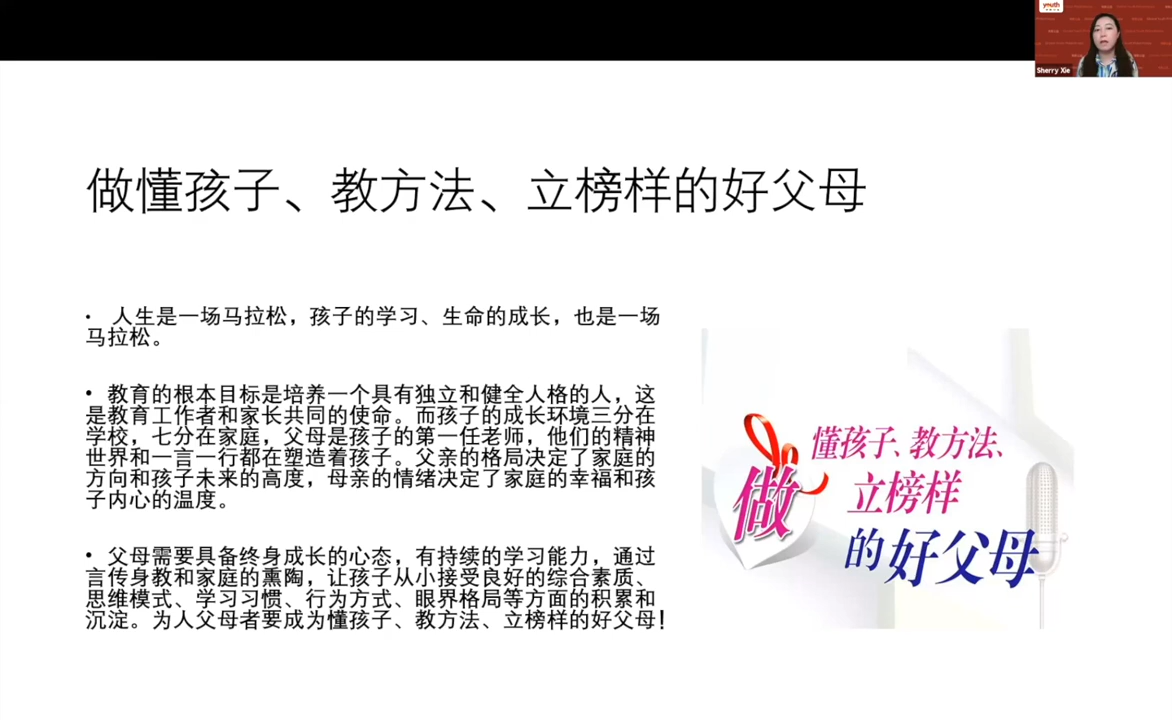 youth
Sherry Xie
做懂孩子、教方法、立榜样的好父母
• 人生是一场马拉松，孩子的学习、生命的成长，也是一场
马拉松。
• 教育的根本目标是培养一个具有独立和健全人格的人，这
是教育工作者和家长共同的使命。而孩子的成长环境三分在
学校，七分在家庭，父母是孩子的第一任老师，他们的精神
世界和一言一行都在塑造着孩子。父亲的格局决定了家庭的
方向和孩子未来的高度，母亲的情绪决定了家庭的幸福和孩
子内心的温度。
• 父母需要具备终身成长的心态，有持续的学习能力，通过
言传身教和家庭的熏陶，让孩子从小接受良好的综合素质、
思维模式、学习习惯、行为方式、眼界格局等方面的积累和
沉淀。为人父母者要成为懂孩子、教方法、立榜样的好父母！
做
懂孩子、教方法、
立榜样
的好父母